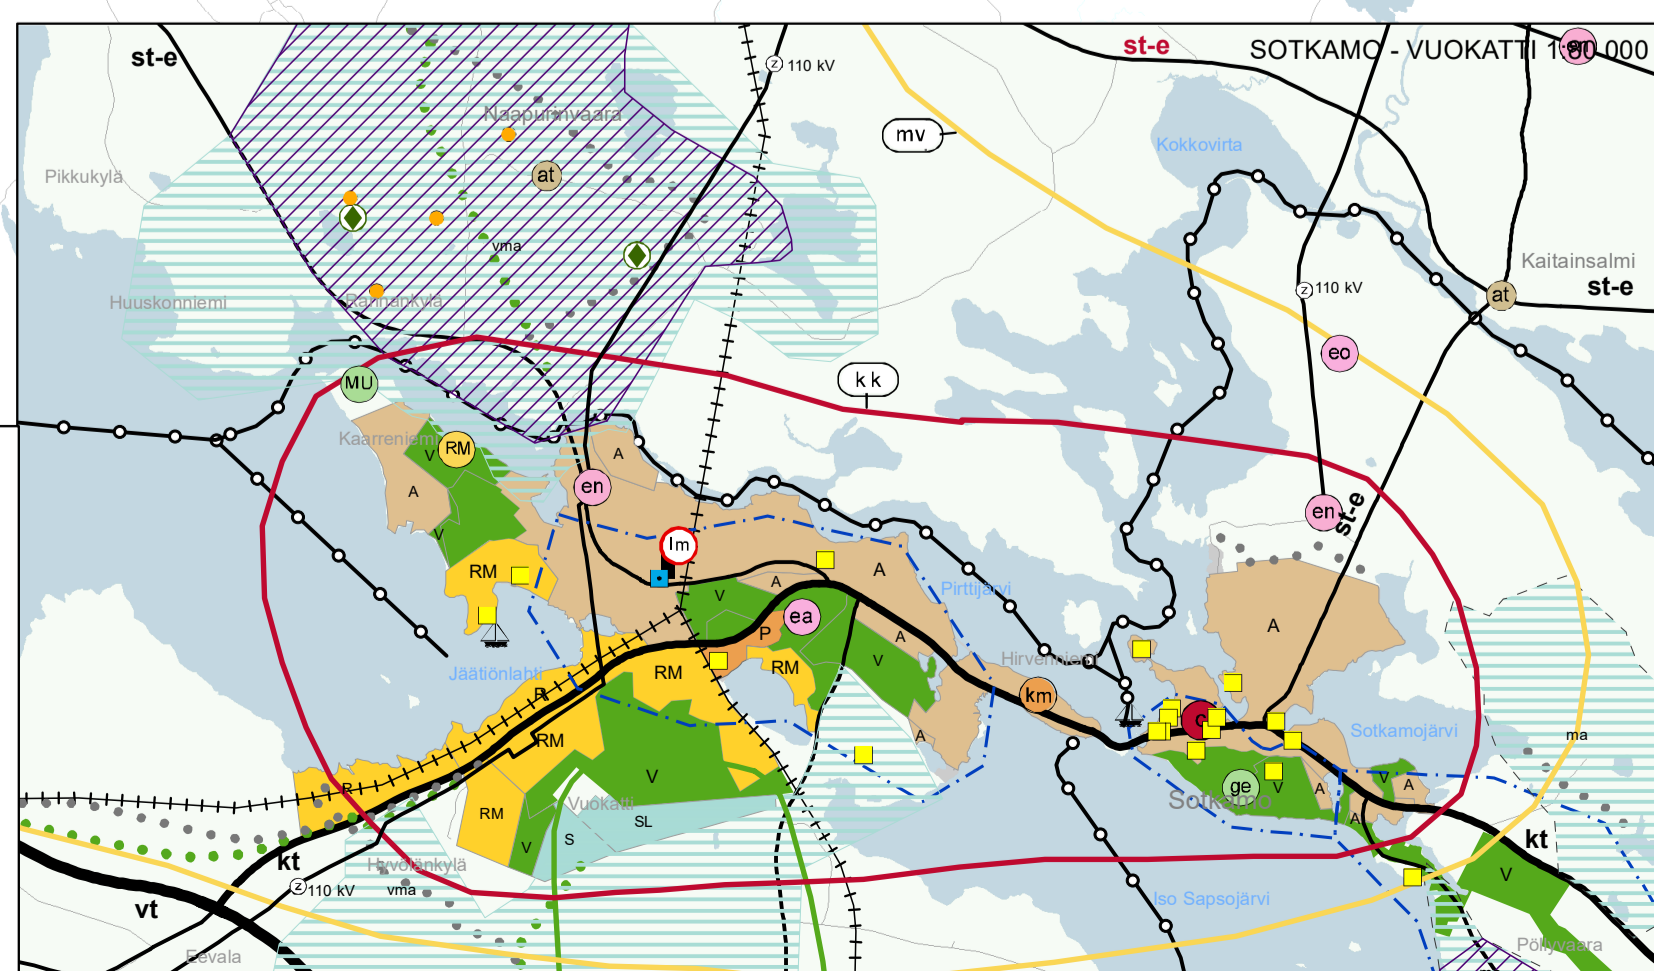 st-e
st-e
SOTKAMO - VUOKATTI 1:80 000
110 kV
z
Naapurinvaara
mv
Kokkovirta
Pikkukylä
at
vma
Kaitainsalmi
st-e
at
110 kV
z
Huuskonniemi
Rannankylä
eo
k k
MU
Kaarreniemi
RM
V
A
A
en
en
st-e
V
lm
RM
A
A
V
Pirttijärvi
ea
P
A
A
Hirvenniemi
V
RM
RM
Jäätiönlahti
R
km
c
A
Sotkamojärvi
ma
RM
V
R
Vuokatti
RM
SL
S
V
ge
V
A
V
A
Sotkamo
A
kt
kt
Hyvölänkylä
vma
z
110 kV
vt
V
Iso Sapsojärvi
Pöllyvaara
Eevala